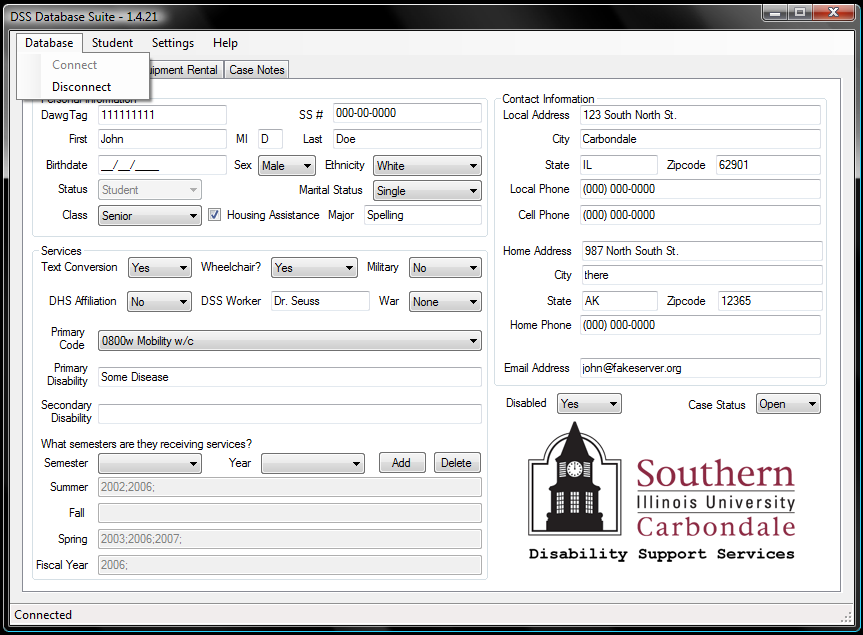 DSS Database Suite - 1.4.21
Database Student Settings Help
Connect
Disconnect
uipment Rental Case Notes
Personal Information
DawgTag 111111111 SS # 000-00-0000
First John MI D Last Doe
Birthdate __/__/____ Sex Male Ethnicity White
Status Student Marital Status Single
Class Senior Housing Assistance Major Spelling
Services
Text Conversion Yes Wheelchair? Yes Military No
DHS Affiliation No DSS Worker Dr. Seuss War None
Primary
Code 0800w Mobility w/c
Primary
Disability Some Disease
Secondary
Disability
What semesters are they receiving services?
Semester Year Add Delete
Summer 2002;2006;
Fall
Spring 2003;2006;2007;
Fiscal Year 2006;
Contact Information
Local Address 123 South North St.
City Carbondale
State IL Zipcode 62901
Local Phone (000) 000-0000
Cell Phone (000) 000-0000
Home Address 987 North South St.
City there
State AK Zipcode 12365
Home Phone (000) 000-0000
Email Address john@fakeserver.org
Disabled Yes Case Status Open
Southern
Illinois University
Carbondale
Disability Support Services
Connected